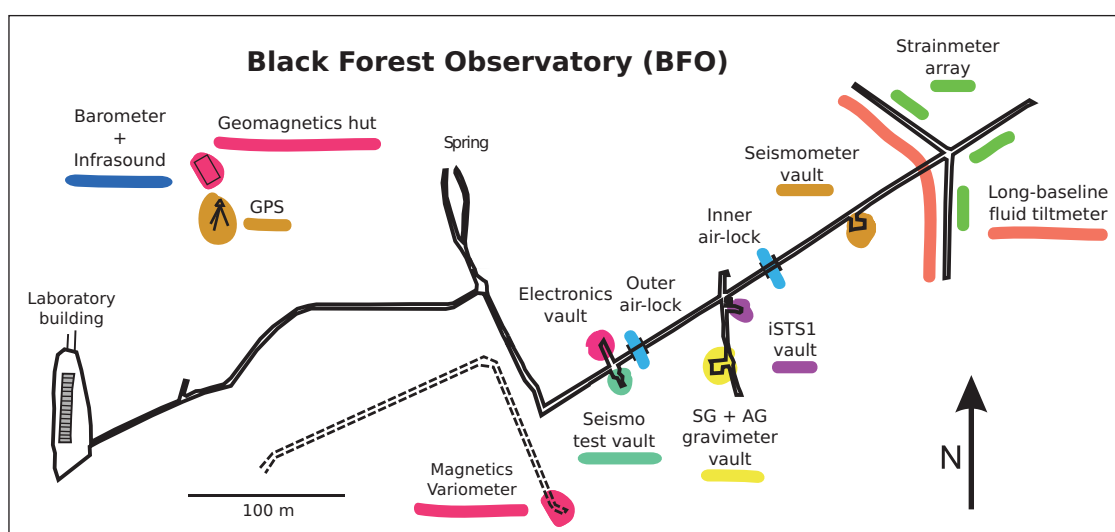 Black Forest Observatory (BFO)
Strainmeter
array
Barometer
+
Infrasound
Geomagnetics hut
GPS
Spring
Seismometer
vault
Long-baseline
fluid tiltmeter
Inner
air-lock
Outer
air-lock
Electronics
vault
Laboratory
building
iSTS1
vault
Seismo
test vault
SG + AG
gravimeter
vault
Magnetics
Variometer
N
100 m